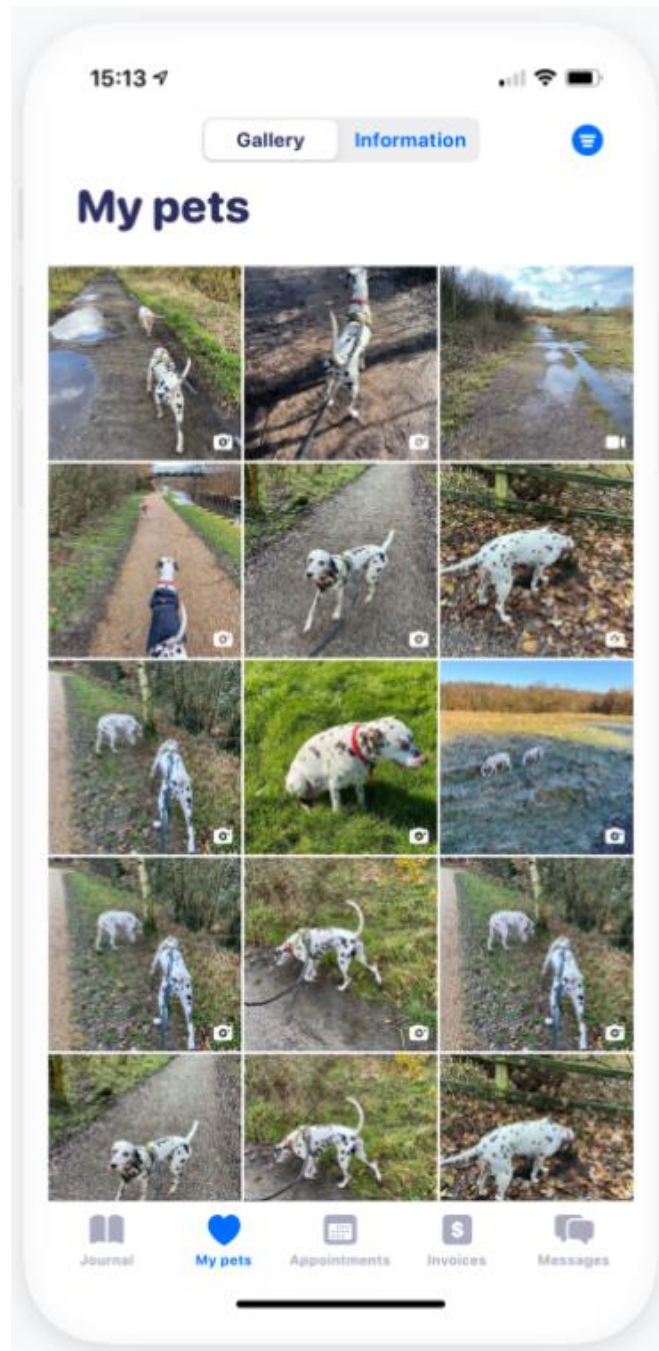 15:13
Gallery Information
My pets
Journal My pets Appointments Invoices Messages